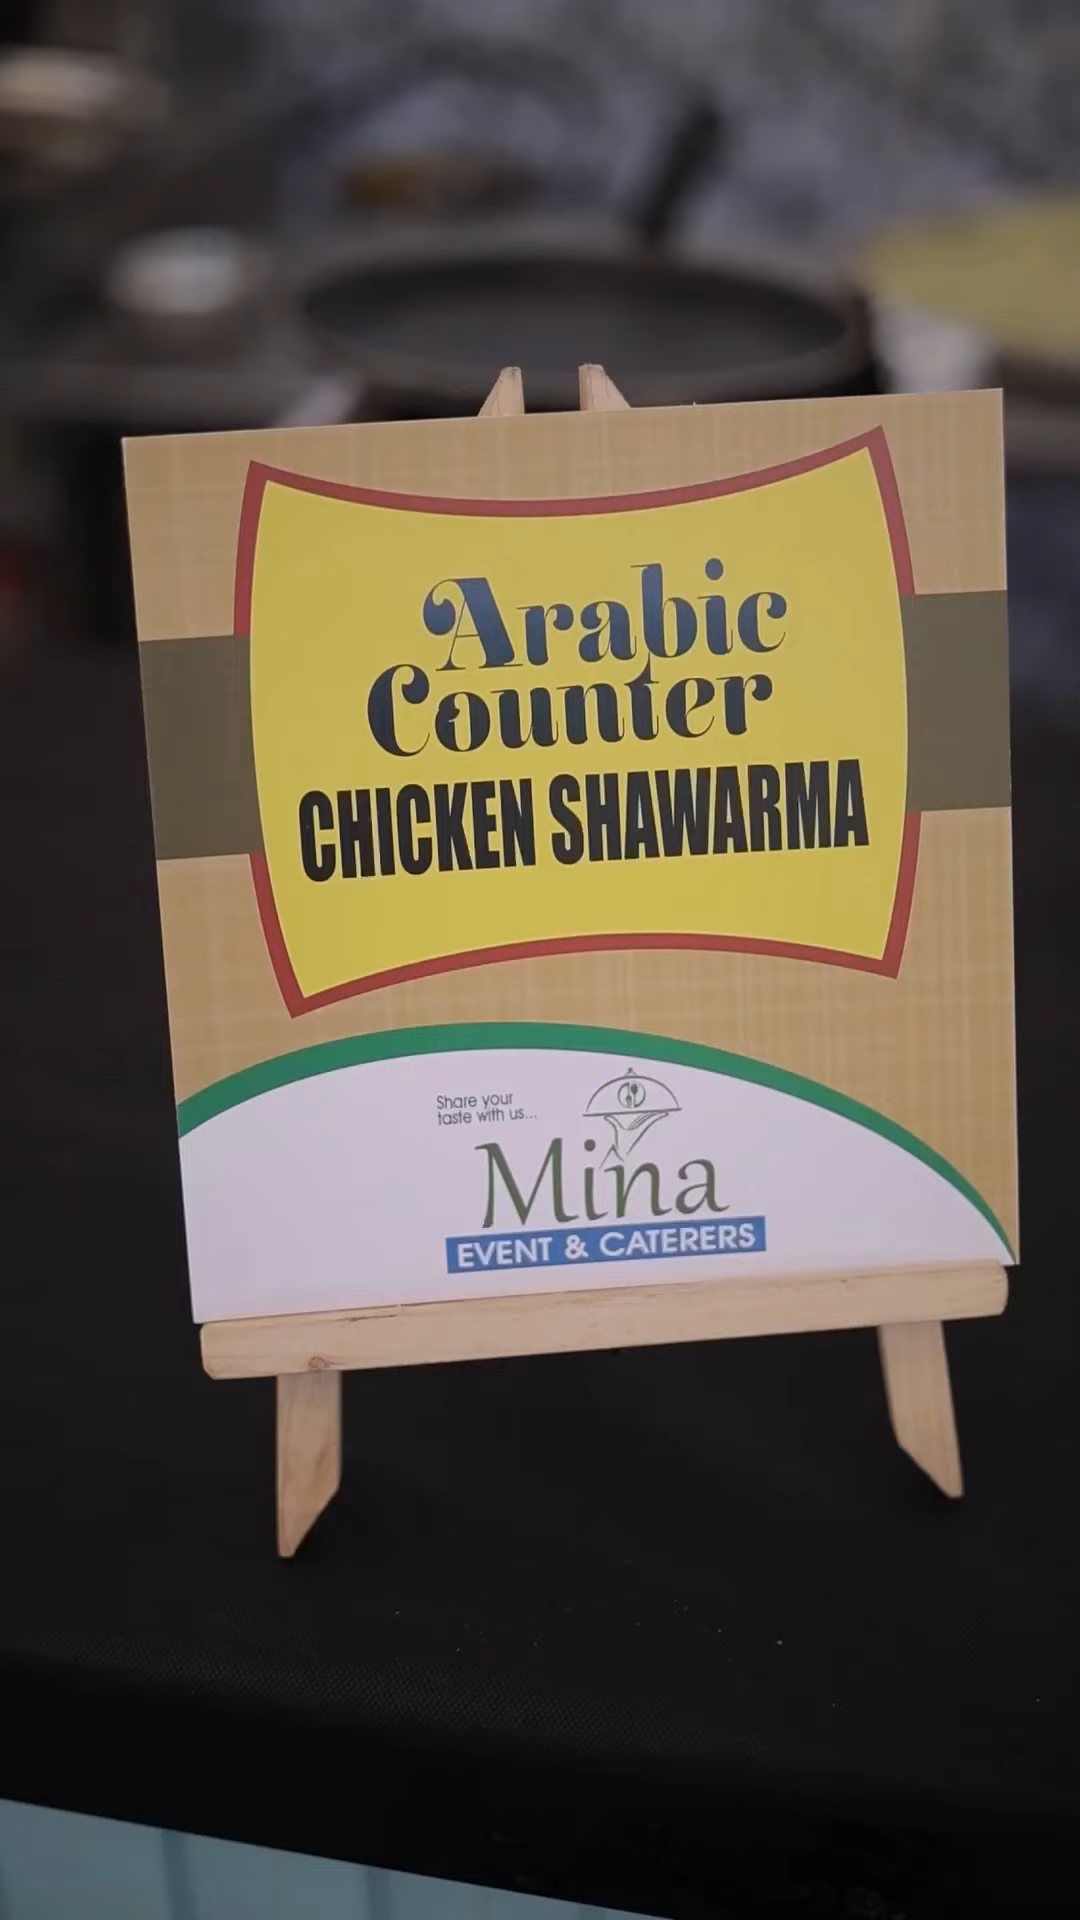 Arabic
Counter
CHICKEN SHAWARMA
Share your
taste with us...
Mina
EVENT & CATERERS